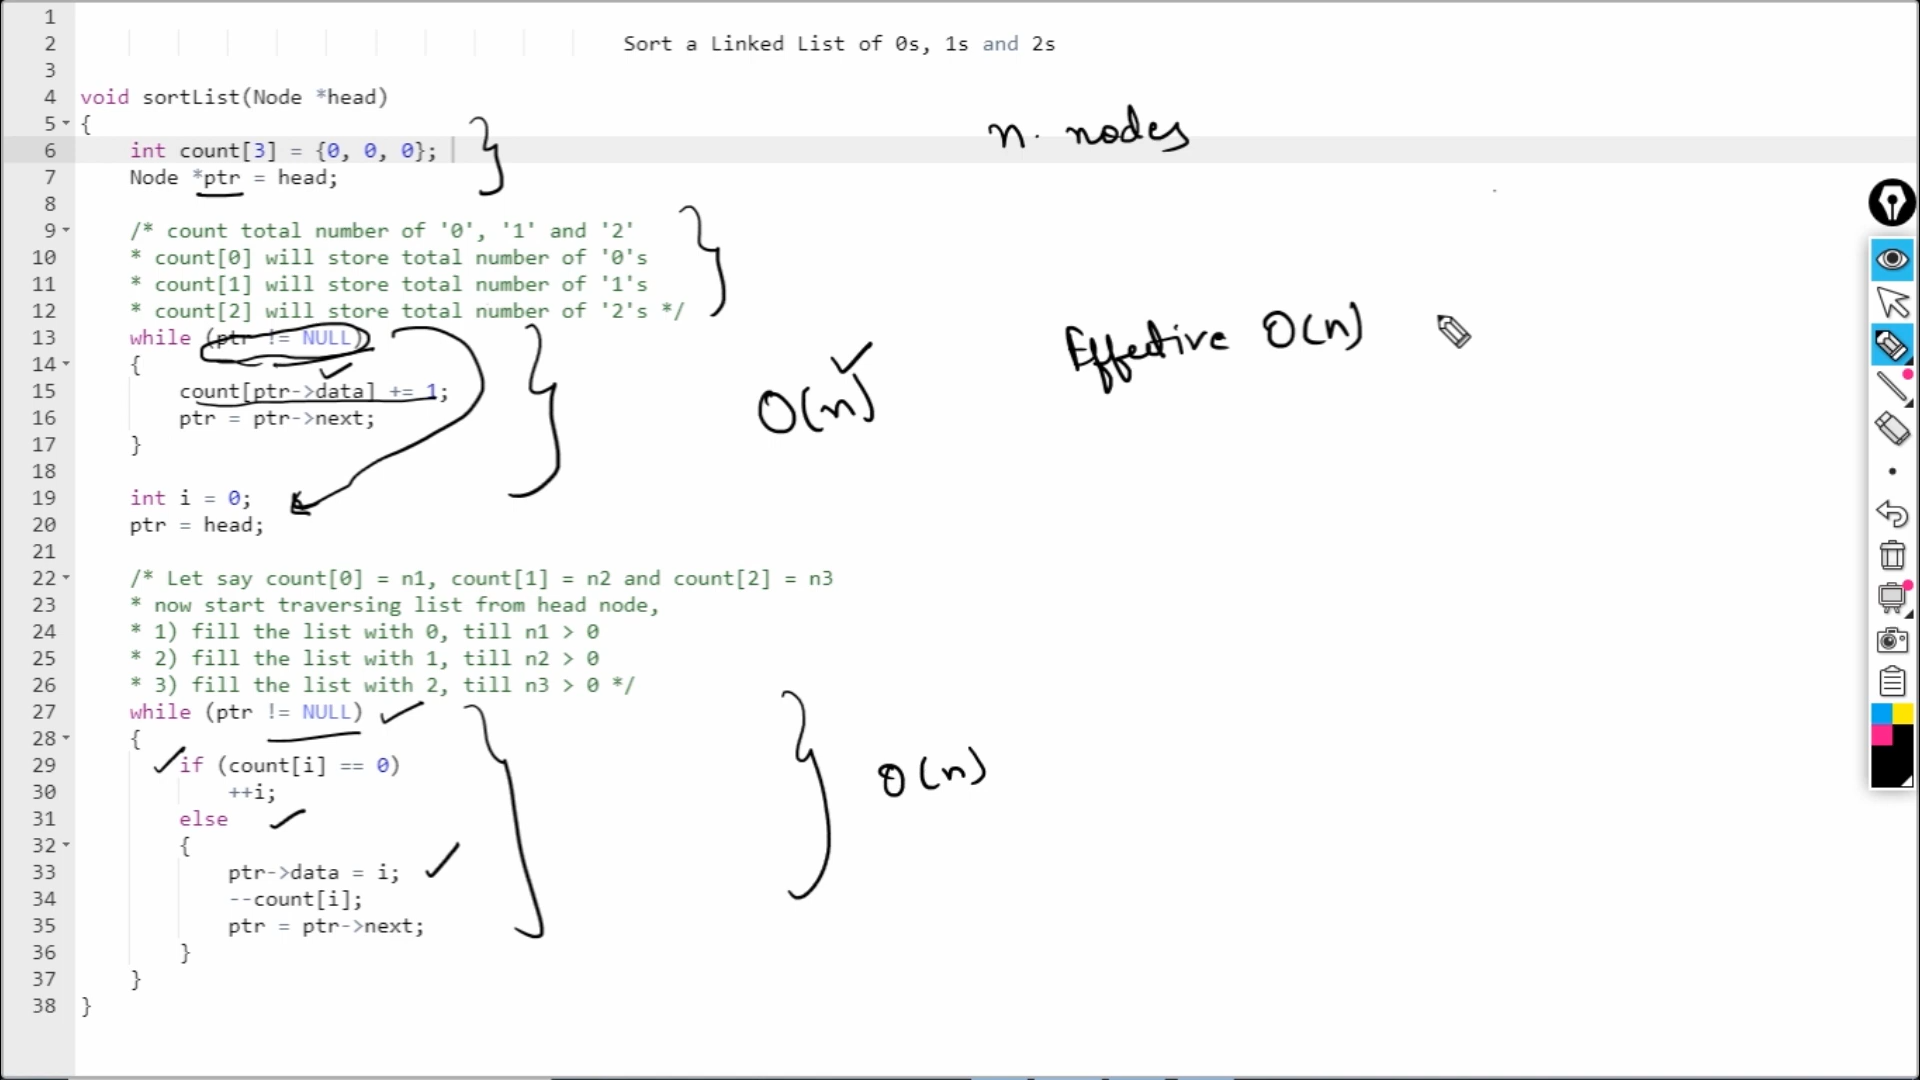 1
2 Sort a Linked List of 0s, 1s and 2s
3
4 void sortList(Node *head)
5 {
n. nodes
6 int count[3] = {0, 0, 0};
7 Node *ptr = head;
8
9 /* count total number of '0', '1' and '2'
10 * count[0] will store total number of '0's
11 * count[1] will store total number of '1's
12 * count[2] will store total number of '2's */
13 while (ptr != NULL)
Effective O(n)
14 {
15 count[ptr->data] += 1;
O(n)
16 ptr = ptr->next;
17 }
18
19 int i = 0;
20 ptr = head;
21
22 /* Let say count[0] = n1, count[1] = n2 and count[2] = n3
23 * now start traversing list from head node,
24 * 1) fill the list with 0, till n1 > 0
25 * 2) fill the list with 1, till n2 > 0
26 * 3) fill the list with 2, till n3 > 0 */
27 while (ptr != NULL)
28 {
29 if (count[i] == 0)
O(n)
30 ++i;
31 else
32 {
33 ptr->data = i;
34 --count[i];
35 ptr = ptr->next;
36 }
37 }
38 }